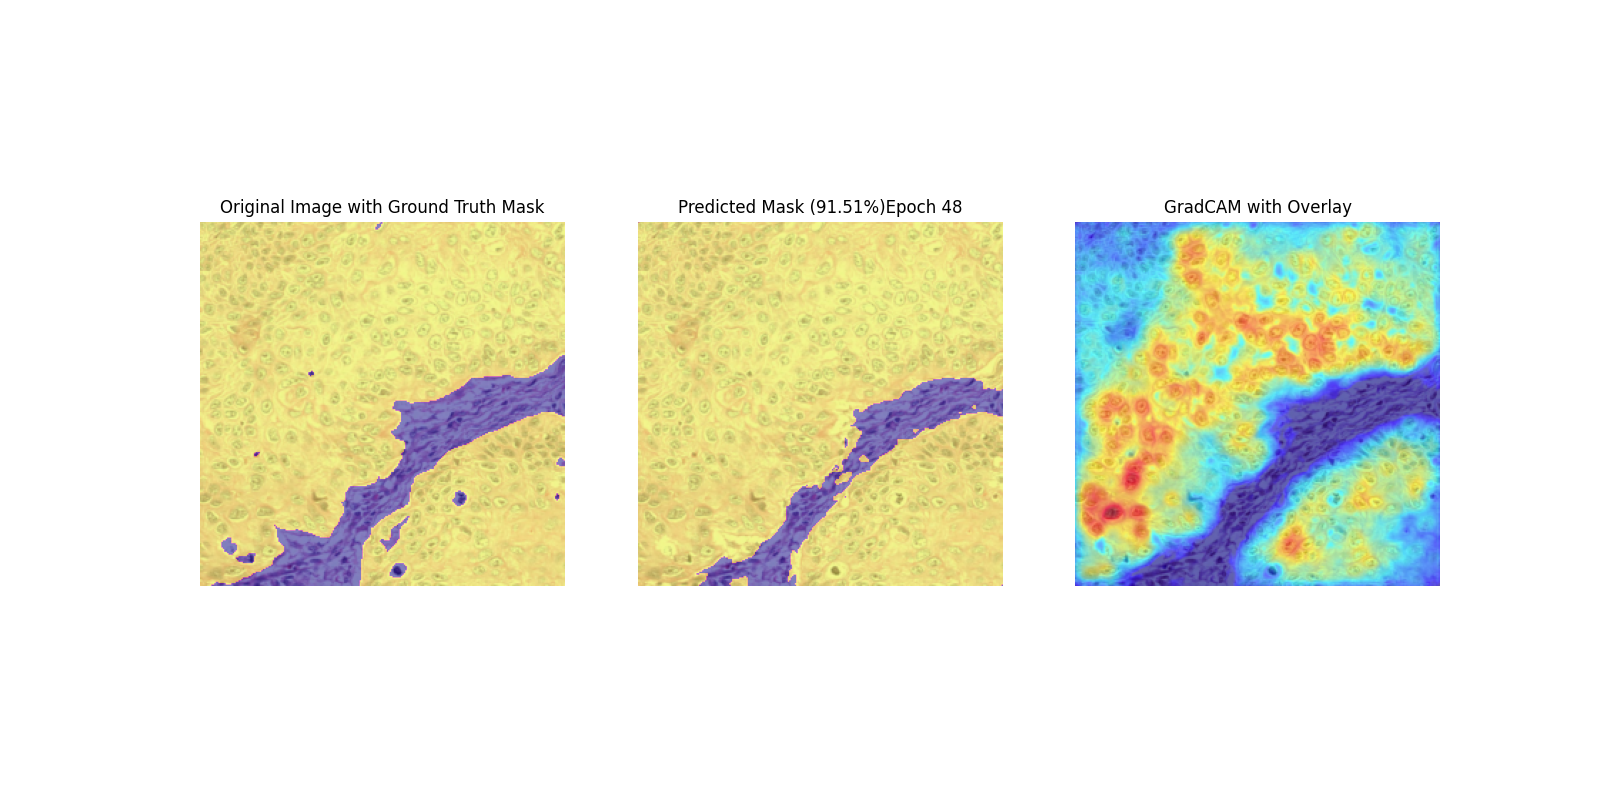 Original Image with Ground Truth Mask
Predicted Mask (91.51%)Epoch 48
GradCAM with Overlay